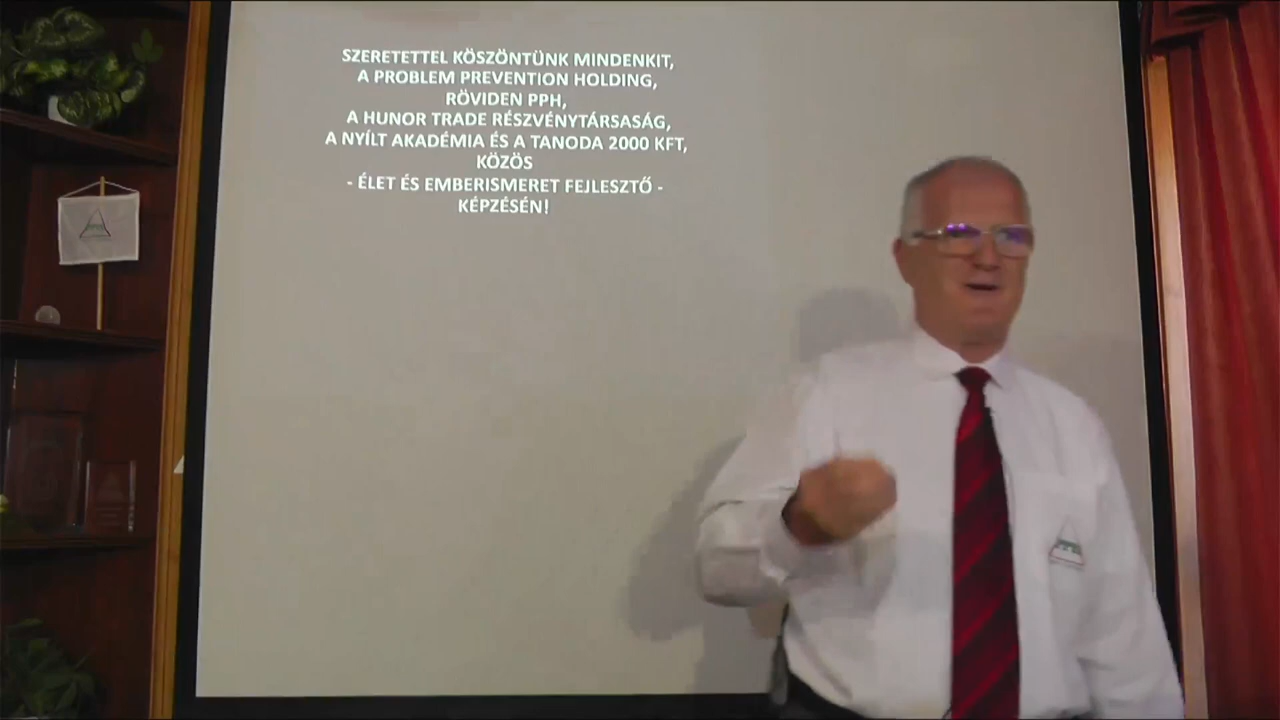 SZERETETTEL KÖSZÖNTÜNK MINDENKIT,
A PROBLEM PREVENTION HOLDING,
RÖVIDEN PPH,
A HUNOR TRADE RÉSZVÉNYTÁRSASÁG,
A NYÍLT AKADÉMIA ÉS A TANODA 2000 KFT,
KÖZÖS
- ÉLET ÉS EMBERISMERET FEJLESZTŐ -
KÉPZÉSÉN!